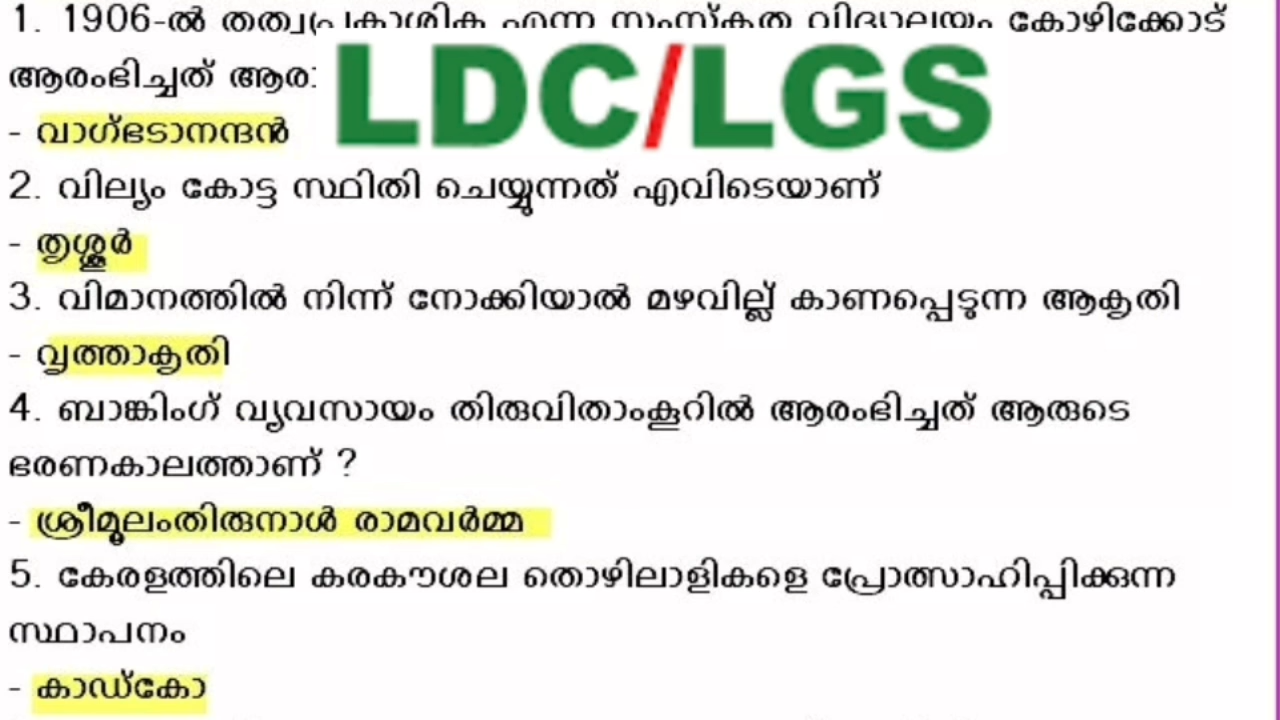 1. 1906-ൽ തത്വപ്രകാശിക എന്ന സംസ്കൃത വിദ്യാലയം കോഴിക്കോട്
ആരംഭിച്ചത്
LDC/LGS
- വാഗ്ഭടാനന്ദൻ
2. വില്യം കോട്ട സ്ഥിതി ചെയ്യുന്നത് എവിടെയാണ്
- തൃശ്ശൂർ
3. വിമാനത്തിൽ നിന്ന് നോക്കിയാൽ മഴവില്ല് കാണപ്പെടുന്ന ആകൃതി
- വൃത്താകൃതി
4. ബാങ്കിംഗ് വ്യവസായം തിരുവിതാംകൂറിൽ ആരംഭിച്ചത് ആരുടെ
ഭരണകാലത്താണ് ?
- ശ്രീമൂലംതിരുനാൾ രാമവർമ്മ
5. കേരളത്തിലെ കരകൗശല തൊഴിലാളികളെ പ്രോത്സാഹിപ്പിക്കുന്ന
സ്ഥാപനം
- കാഡ്കോ